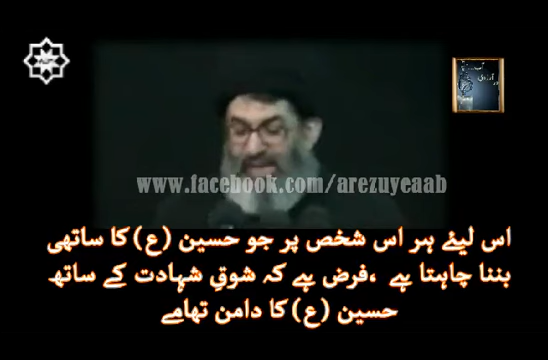 www.facebook.com/arezuyeaab
اس لیئے ہر اس شخص پر جو حسین (ع) کا ساتھی
بننا چاہتا ہے ،فرض ہے کہ شوقِ شہادت کے ساتھ
حسین (ع) کا دامن تھامے